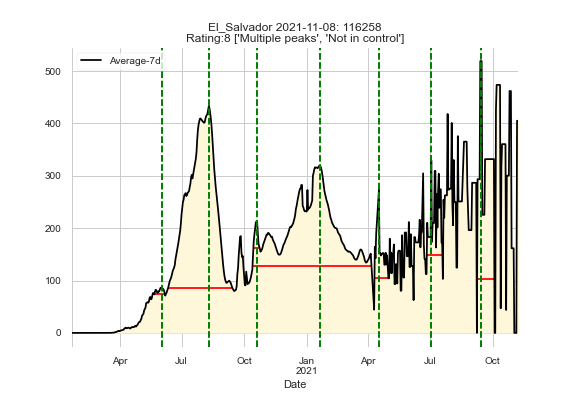 El_Salvador 2021-11-08: 116258
Rating:8 ['Multiple peaks', 'Not in control']
Average-7d
500
400
300
200
100
0
Apr Jul Oct Jan Apr Jul Oct
2021
Date